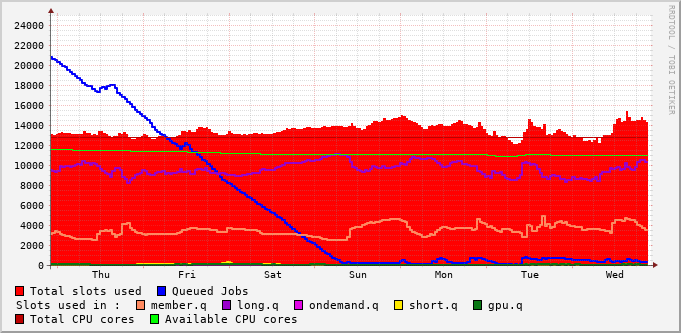 24000
22000
20000
18000
16000
14000
12000
10000
8000
6000
4000
2000
0
Thu Fri Sat Sun Mon Tue Wed
RRDTOOL / TOBI OETIKER
Total slots used Queued Jobs
Slots used in : member.q long.q ondemand.q short.q gpu.q
Total CPU cores Available CPU cores